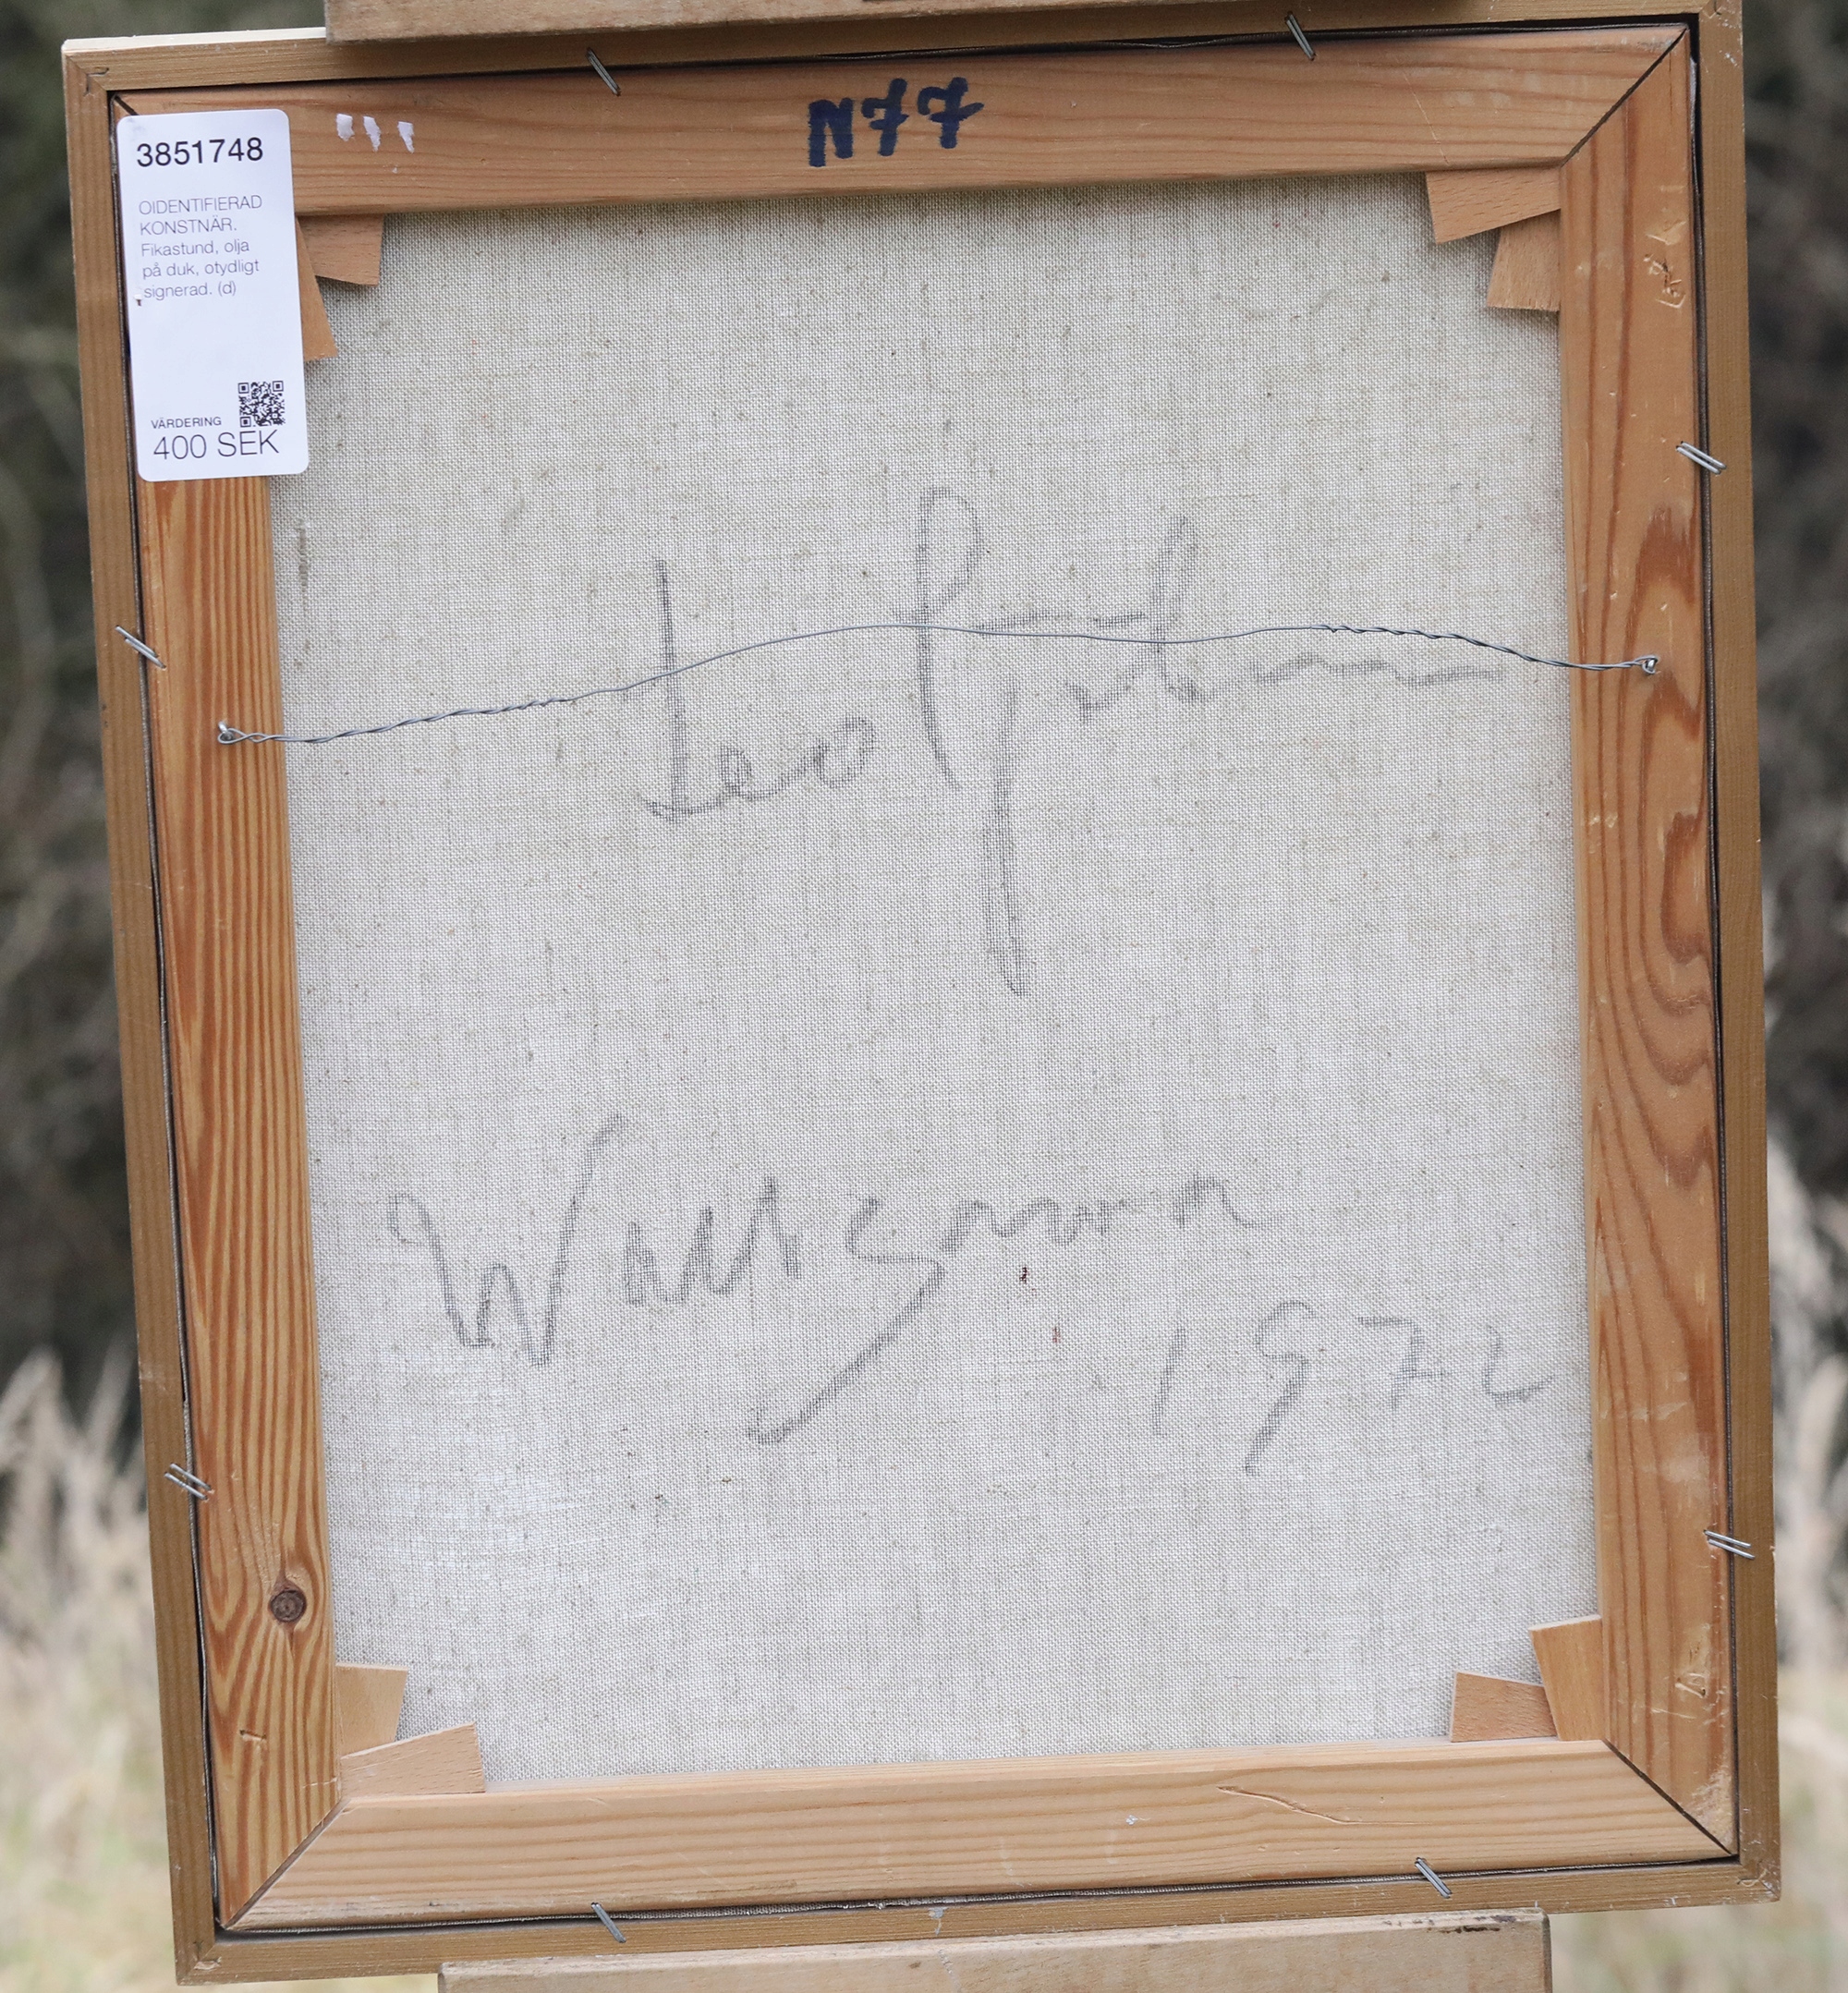 N77
3851748
OIDENTIFIERAD
KONSTNÄR.
Fikastund, olja
på duk, otydligt
signerad. (d)
VÄRDERING
400 SEK
1972